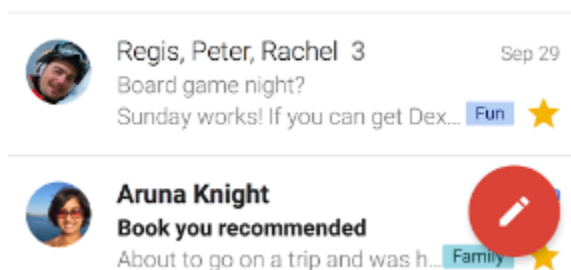 Regis, Peter, Rachel 3 Sep 29
Board game night?
Sunday works! If you can get Dex... Fun
Aruna Knight
Book you recommended
About to go on a trip and was h... Family